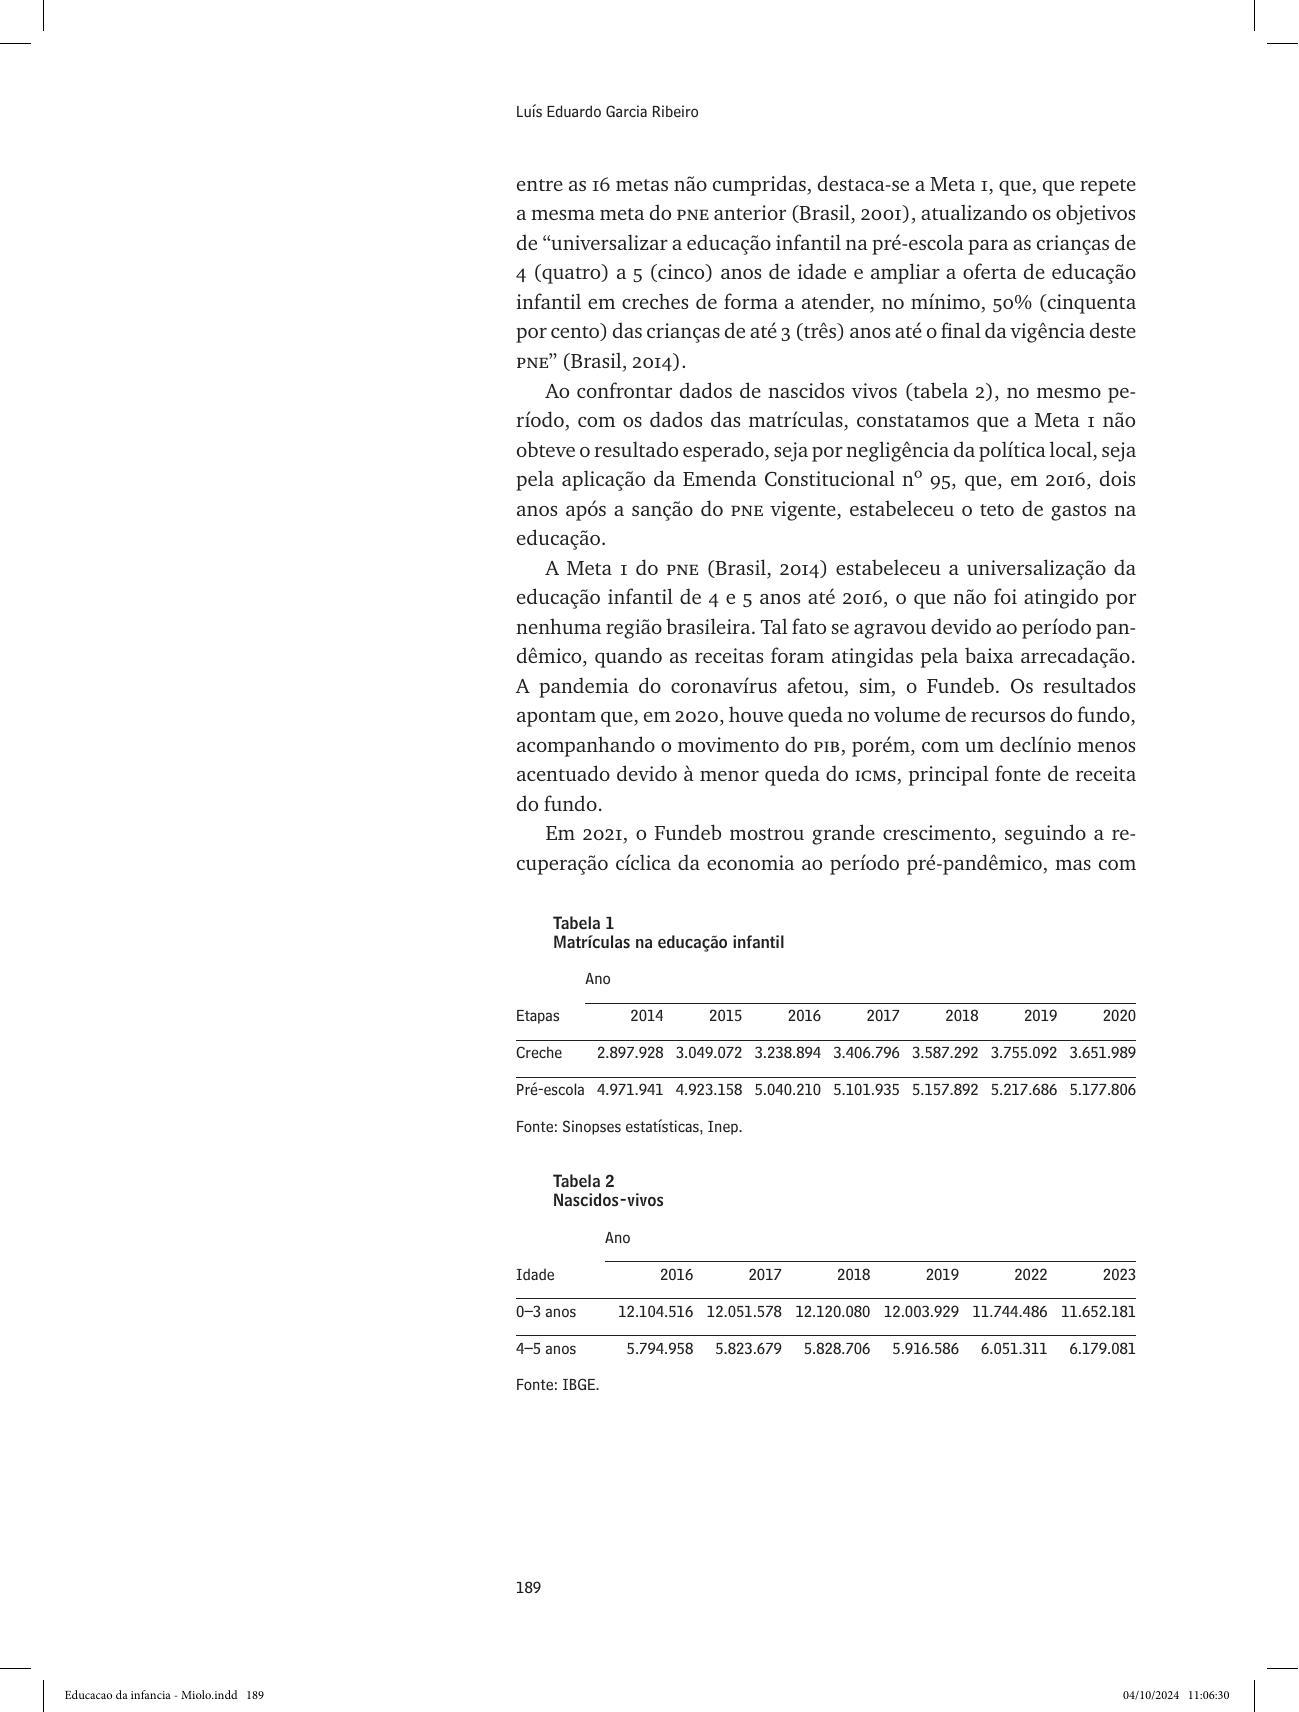 Luís Eduardo Garcia Ribeiro
entre as 16 metas não cumpridas, destaca-se a Meta 1, que, que repete
a mesma meta do PNE anterior (Brasil, 2001), atualizando os objetivos
de “universalizar a educação infantil na pré-escola para as crianças de
4 (quatro) a 5 (cinco) anos de idade e ampliar a oferta de educação
infantil em creches de forma a atender, no mínimo, 50% (cinquenta
por cento) das crianças de até 3 (três) anos até o final da vigência deste
PNE” (Brasil, 2014).
Ao confrontar dados de nascidos vivos (tabela 2), no mesmo pe-
ríodo, com os dados das matrículas, constatamos que a Meta 1 não
obteve o resultado esperado, seja por negligência da política local, seja
pela aplicação da Emenda Constitucional nº 95, que, em 2016, dois
anos após a sanção do PNE vigente, estabeleceu o teto de gastos na
educação.
A Meta 1 do PNE (Brasil, 2014) estabeleceu a universalização da
educação infantil de 4 e 5 anos até 2016, o que não foi atingido por
nenhuma região brasileira. Tal fato se agravou devido ao período pan-
dêmico, quando as receitas foram atingidas pela baixa arrecadação.
A pandemia do coronavírus afetou, sim, o Fundeb. Os resultados
apontam que, em 2020, houve queda no volume de recursos do fundo,
acompanhando o movimento do PIB, porém, com um declínio menos
acentuado devido à menor queda do ICMS, principal fonte de receita
do fundo.
Em 2021, o Fundeb mostrou grande crescimento, seguindo a re-
cuperação cíclica da economia ao período pré-pandêmico, mas com
Tabela 1
Matrículas na educação infantil
Ano
Etapas 2014 2015 2016 2017 2018 2019 2020
Creche 2.897.928 3.049.072 3.238.894 3.406.796 3.587.292 3.755.092 3.651.989
Pré-escola 4.971.941 4.923.158 5.040.210 5.101.935 5.157.892 5.217.686 5.177.806
Fonte: Sinopses estatísticas, Inep.
Tabela 2
Nascidos-vivos
Ano
Idade 2016 2017 2018 2019 2022 2023
0–3 anos 12.104.516 12.051.578 12.120.080 12.003.929 11.744.486 11.652.181
4–5 anos 5.794.958 5.823.679 5.828.706 5.916.586 6.051.311 6.179.081
Fonte: IBGE.
189
Educacao da infancia - Miolo.indd 189 04/10/2024 11:06:30